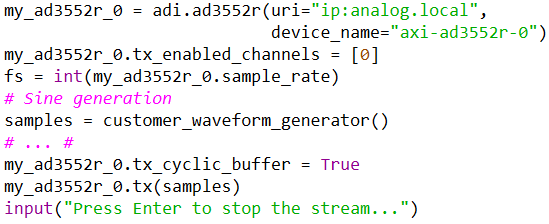 my_ad3552r_0 = adi.ad3552r(uri="ip:analog.local",
device_name="axi-ad3552r-0")
my_ad3552r_0.tx_enabled_channels = [0]
fs = int(my_ad3552r_0.sample_rate)
# Sine generation
samples = customer_waveform_generator()
# ... #
my_ad3552r_0.tx_cyclic_buffer = True
my_ad3552r_0.tx(samples)
input("Press Enter to stop the stream...")